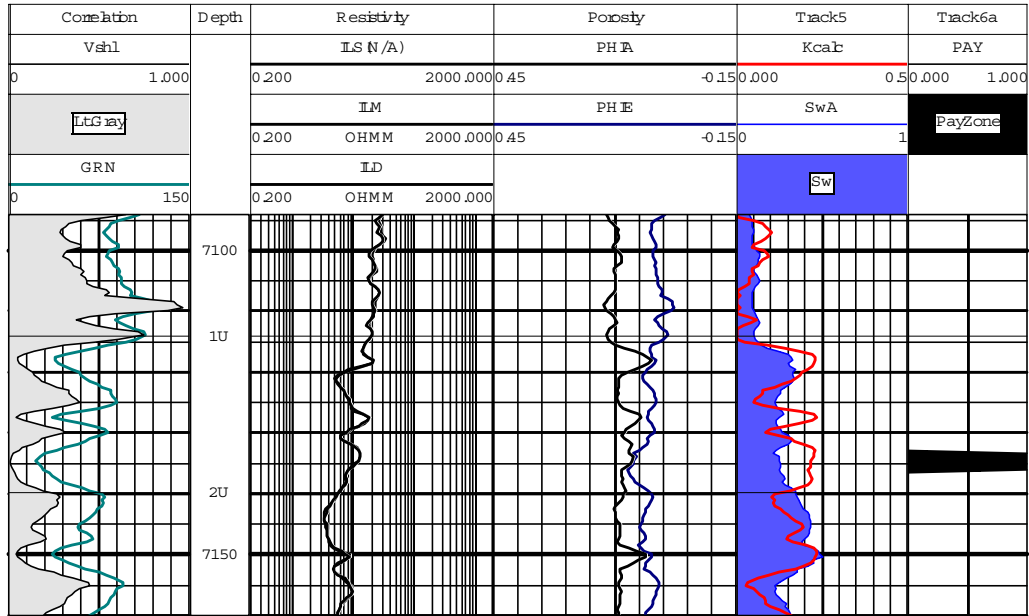 Correlation Depth Resistivity Porosity Track5 Track6a
Vshl ILS (N/A) PHIA Kcalc PAY
0 1.000 0.200 2000.000 0.45 -0.15 0.000 0.5 0.000 1.000
LtGray ILM PHIE SwA PayZone
0.200 OHMM 2000.000 0.45 -0.15 0 1
GRN ILD Sw
0 150 0.200 OHMM 2000.000
7100
1U
2U
7150